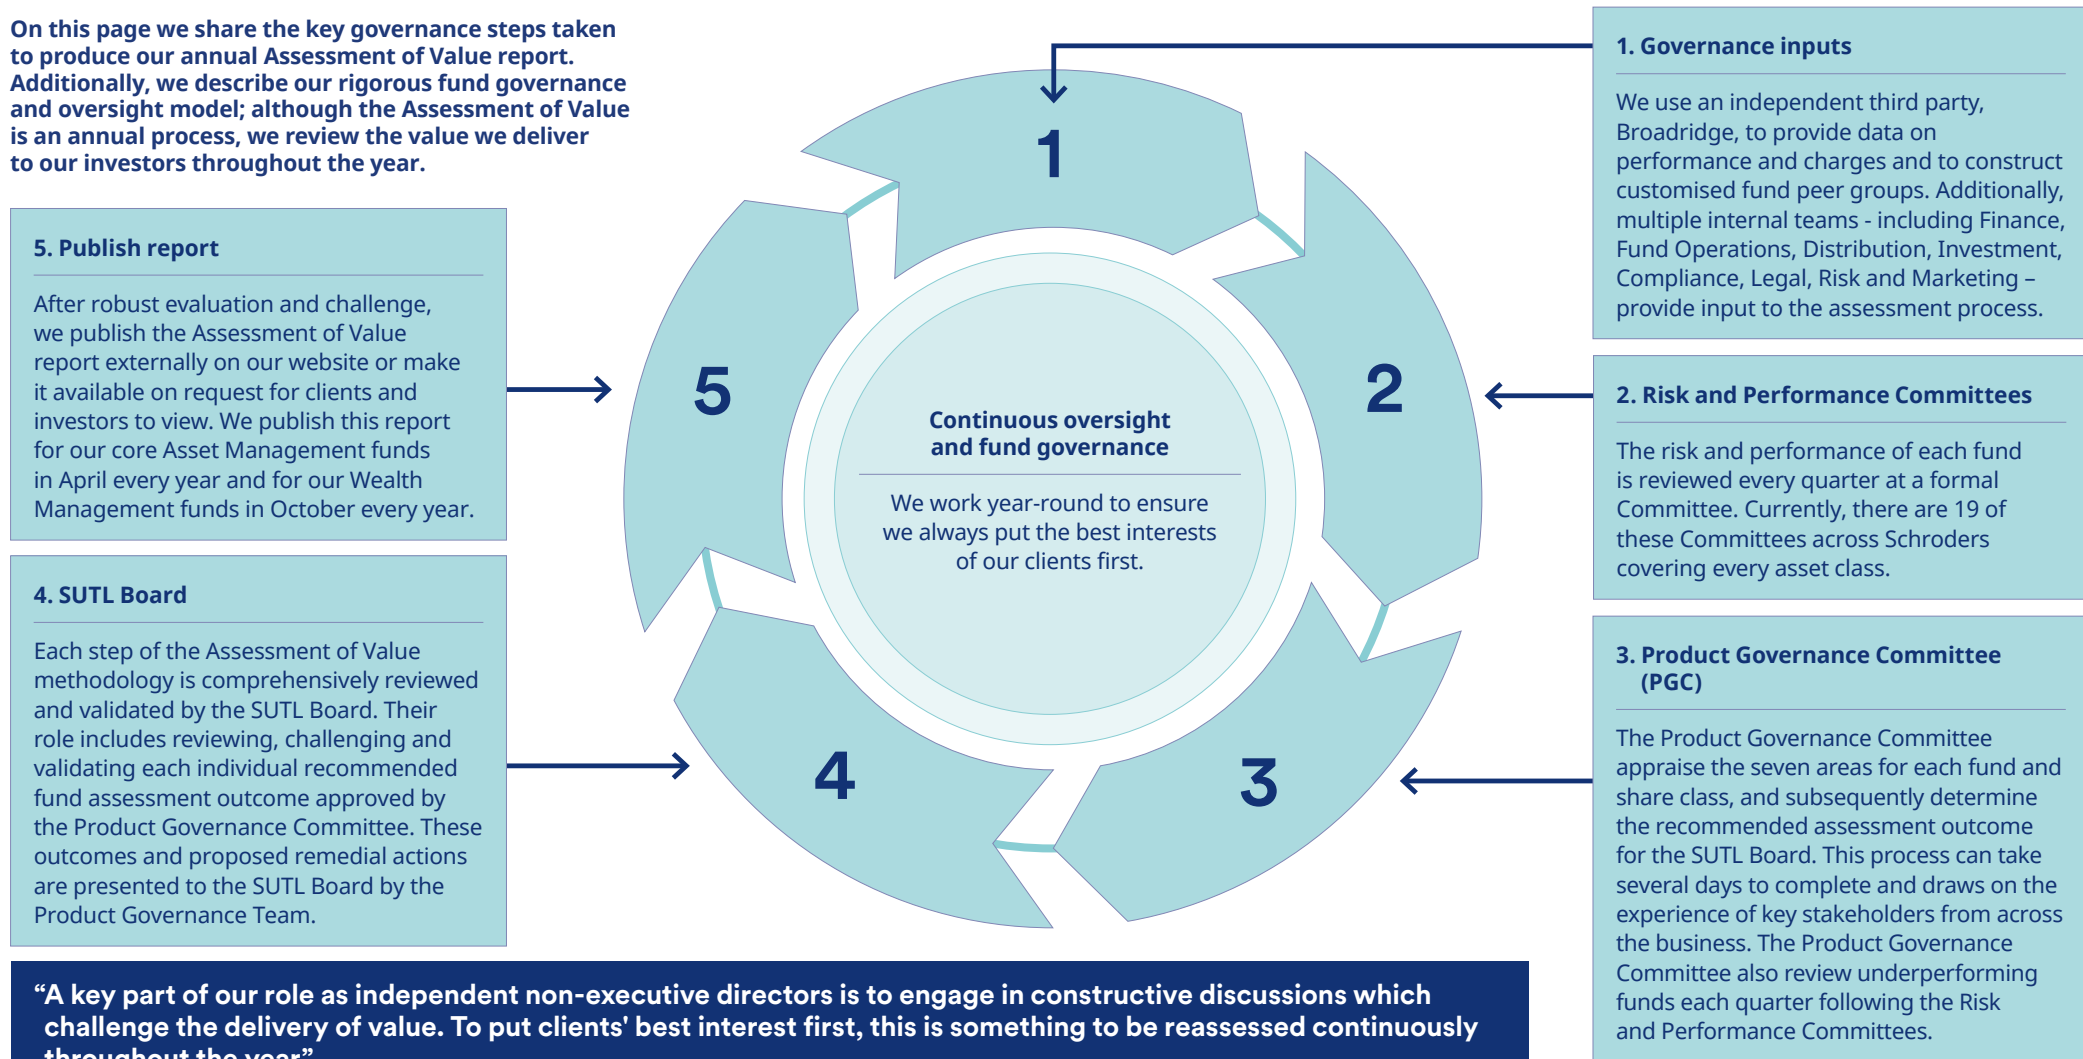 On this page we share the key governance steps taken
to produce our annual Assessment of Value report.
Additionally, we describe our rigorous fund governance
and oversight model; although the Assessment of Value
is an annual process, we review the value we deliver
to our investors throughout the year.
1. Governance inputs
We use an independent third party,
Broadridge, to provide data on
performance and charges and to construct
customised fund peer groups. Additionally,
multiple internal teams - including Finance,
Fund Operations, Distribution, Investment,
Compliance, Legal, Risk and Marketing –
provide input to the assessment process.
2. Risk and Performance Committees
The risk and performance of each fund
is reviewed every quarter at a formal
Committee. Currently, there are 19 of
these Committees across Schroders
covering every asset class.
3. Product Governance Committee
(PGC)
The Product Governance Committee
appraise the seven areas for each fund and
share class, and subsequently determine
the recommended assessment outcome
for the SUTL Board. This process can take
several days to complete and draws on the
experience of key stakeholders from across
the business. The Product Governance
Committee also review underperforming
funds each quarter following the Risk
and Performance Committees.
4. SUTL Board
Each step of the Assessment of Value
methodology is comprehensively reviewed
and validated by the SUTL Board. Their
role includes reviewing, challenging and
validating each individual recommended
fund assessment outcome approved by
the Product Governance Committee. These
outcomes and proposed remedial actions
are presented to the SUTL Board by the
Product Governance Team.
5. Publish report
After robust evaluation and challenge,
we publish the Assessment of Value
report externally on our website or make
it available on request for clients and
investors to view. We publish this report
for our core Asset Management funds
in April every year and for our Wealth
Management funds in October every year.
1
2
3
4
5
Continuous oversight
and fund governance
We work year-round to ensure
we always put the best interests
of our clients first.
“A key part of our role as independent non-executive directors is to engage in constructive discussions which
challenge the delivery of value. To put clients' best interest first, this is something to be reassessed continuously
throughout the year”